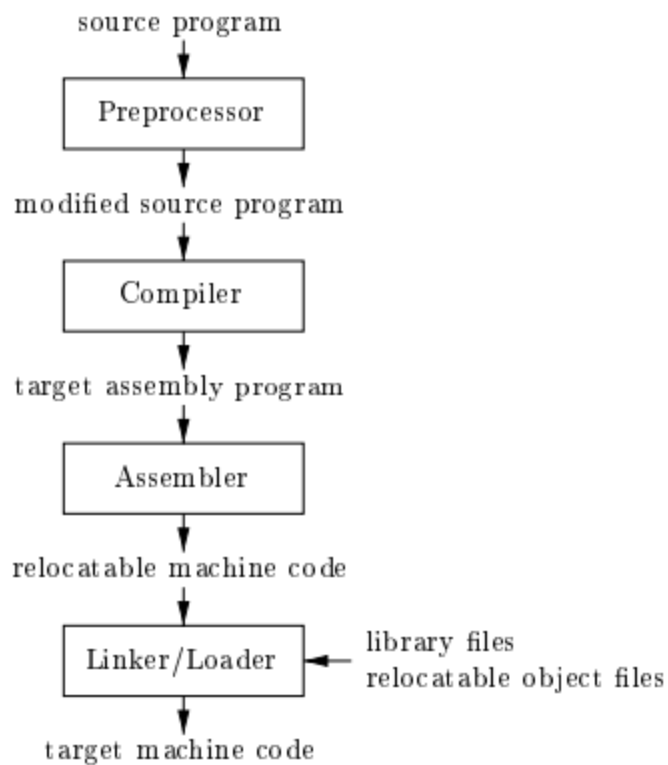 source program
Preprocessor
modified source program
Compiler
target assembly program
Assembler
relocatable machine code
Linker/Loader
library files
relocatable object files
target machine code